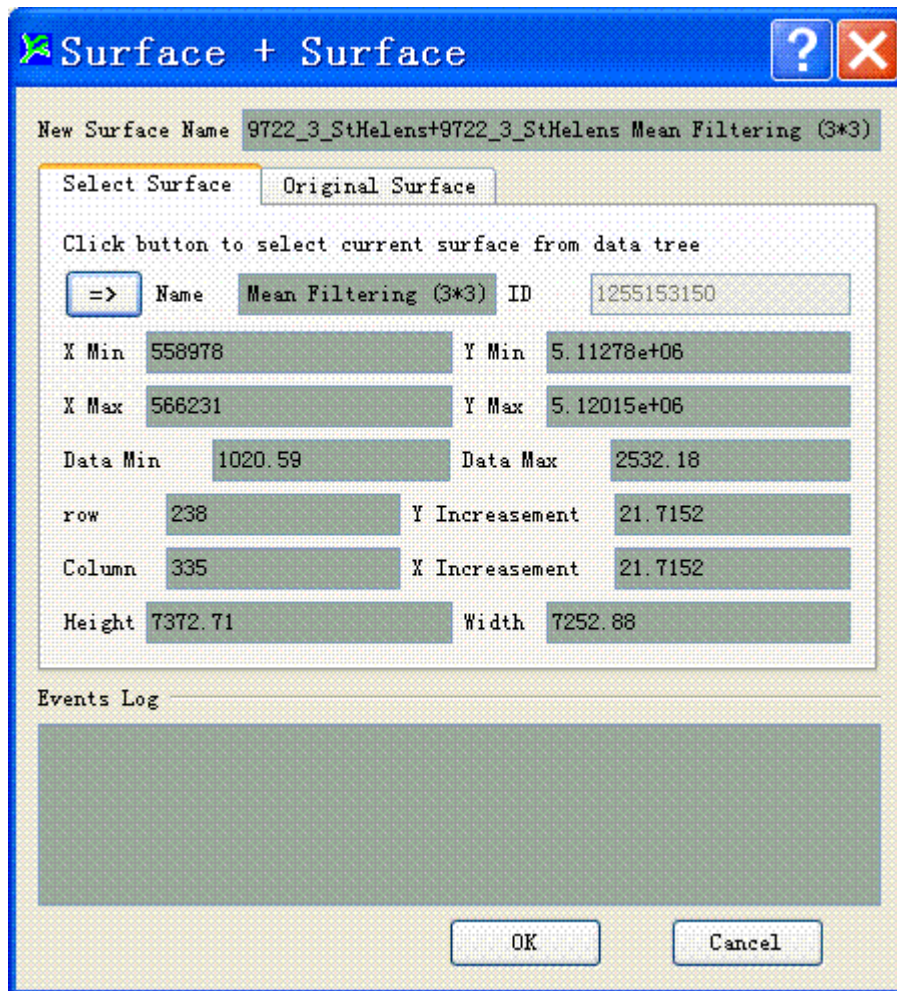 Surface + Surface
New Surface Name 9722_3_StHelens+9722_3_StHelens Mean Filtering (3*3)
Select Surface Original Surface
Click button to select current surface from data tree
=> Name Mean Filtering (3*3) ID 1255153150
X Min 558978 Y Min 5.11278e+06
X Max 566231 Y Max 5.12015e+06
Data Min 1020.59 Data Max 2532.18
row 238 Y Increasement 21.7152
Column 335 X Increasement 21.7152
Height 7372.71 Width 7252.88
Events Log
OK Cancel